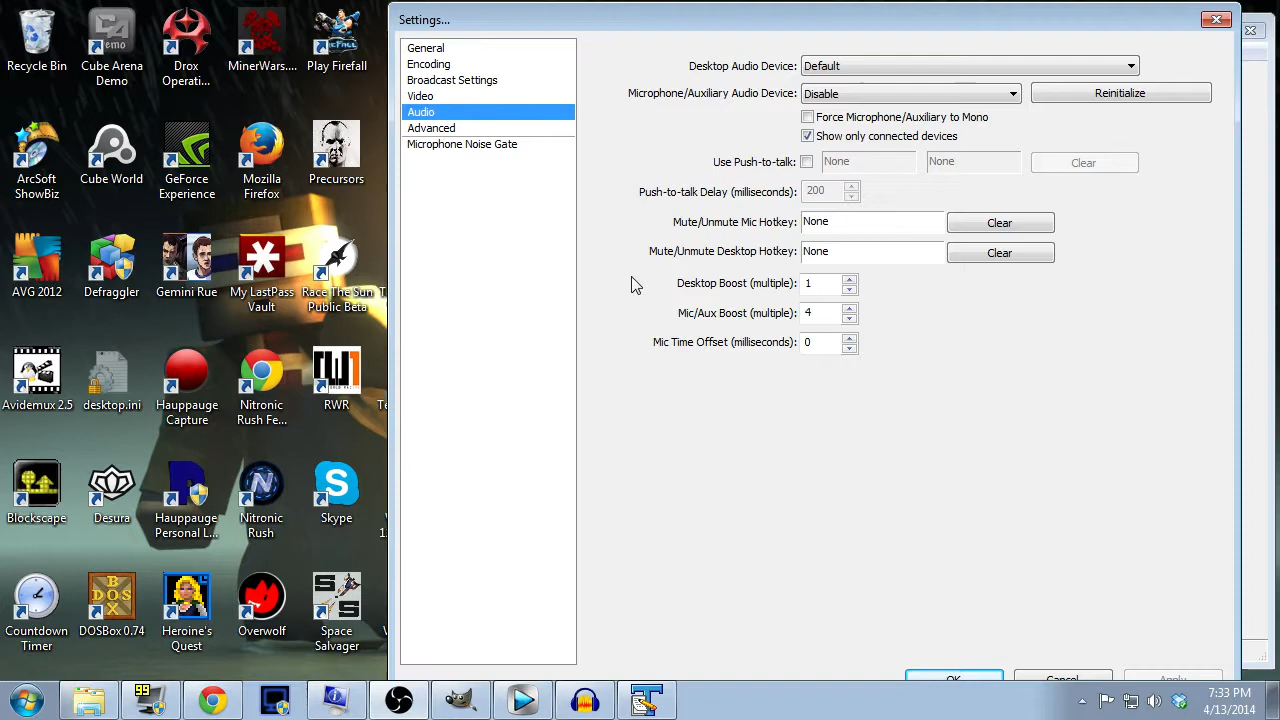 Settings...
Recycle Bin
Cube Arena
Demo
Drox
Operati...
MinerWars....
Play Firefall
ArcSoft
ShowBiz
Cube World
GeForce
Experience
Mozilla
Firefox
Precursors
AVG 2012
Defraggler
Gemini Rue
My LastPass
Vault
Race The Sun
Public Beta
Avidemux 2.5
desktop.ini
Hauppauge
Capture
Nitronic
Rush Fe...
RWR
Blockscape
Desura
Hauppauge
Personal L...
Nitronic
Rush
Skype
Countdown
Timer
BOX
DOS
DOSBox 0.74
Heroine's
Quest
Overwolf
Space
Salvager
General
Encoding
Broadcast Settings
Video
Audio
Advanced
Microphone Noise Gate
Desktop Audio Device: Default
Microphone/Auxiliary Audio Device: Disable Reinitialize
Force Microphone/Auxiliary to Mono
Show only connected devices
Use Push-to-talk: None None Clear
Push-to-talk Delay (milliseconds): 200
Mute/Unmute Mic Hotkey: None Clear
Mute/Unmute Desktop Hotkey: None Clear
Desktop Boost (multiple): 1
Mic/Aux Boost (multiple): 4
Mic Time Offset (milliseconds): 0
OK Cancel Apply
99
7:33 PM
4/13/2014